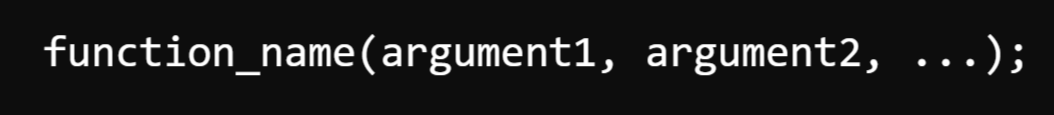 function_name(argument1, argument2, ...);